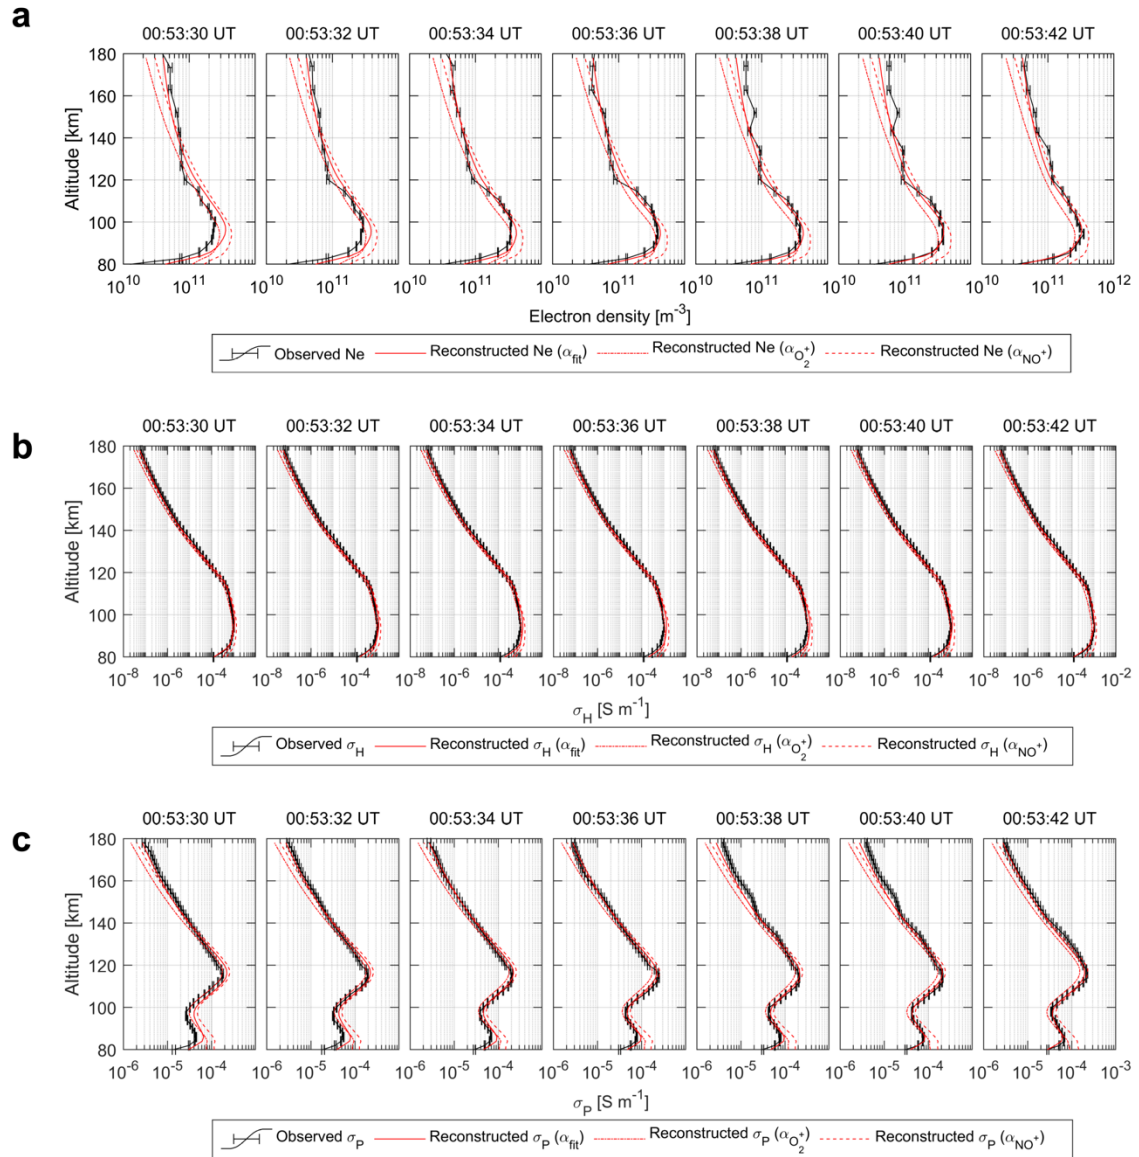 a
00:53:30 UT 00:53:32 UT 00:53:34 UT 00:53:36 UT 00:53:38 UT 00:53:40 UT 00:53:42 UT
180
160
140
120
100
80
Altitude [km]
10^10 10^11 10^10 10^11 10^10 10^11 10^10 10^11 10^10 10^11 10^10 10^11 10^10 10^11 10^12
Electron density [m^-3]
Observed Ne Reconstructed Ne (α_fit) Reconstructed Ne (α_O₂⁺) Reconstructed Ne (α_NO⁺)
b
00:53:30 UT 00:53:32 UT 00:53:34 UT 00:53:36 UT 00:53:38 UT 00:53:40 UT 00:53:42 UT
180
160
140
120
100
80
Altitude [km]
10^-8 10^-6 10^-4 10^-8 10^-6 10^-4 10^-8 10^-6 10^-4 10^-8 10^-6 10^-4 10^-8 10^-6 10^-4 10^-8 10^-6 10^-4 10^-8 10^-6 10^-4 10^-2
σ_H [S m^-1]
Observed σ_H Reconstructed σ_H (α_fit) Reconstructed σ_H (α_O₂⁺) Reconstructed σ_H (α_NO⁺)
c
00:53:30 UT 00:53:32 UT 00:53:34 UT 00:53:36 UT 00:53:38 UT 00:53:40 UT 00:53:42 UT
180
160
140
120
100
80
Altitude [km]
10^-6 10^-5 10^-4 10^-6 10^-5 10^-4 10^-6 10^-5 10^-4 10^-6 10^-5 10^-4 10^-6 10^-5 10^-4 10^-6 10^-5 10^-4 10^-6 10^-5 10^-4 10^-3
σ_P [S m^-1]
Observed σ_P Reconstructed σ_P (α_fit) Reconstructed σ_P (α_O₂⁺) Reconstructed σ_P (α_NO⁺)